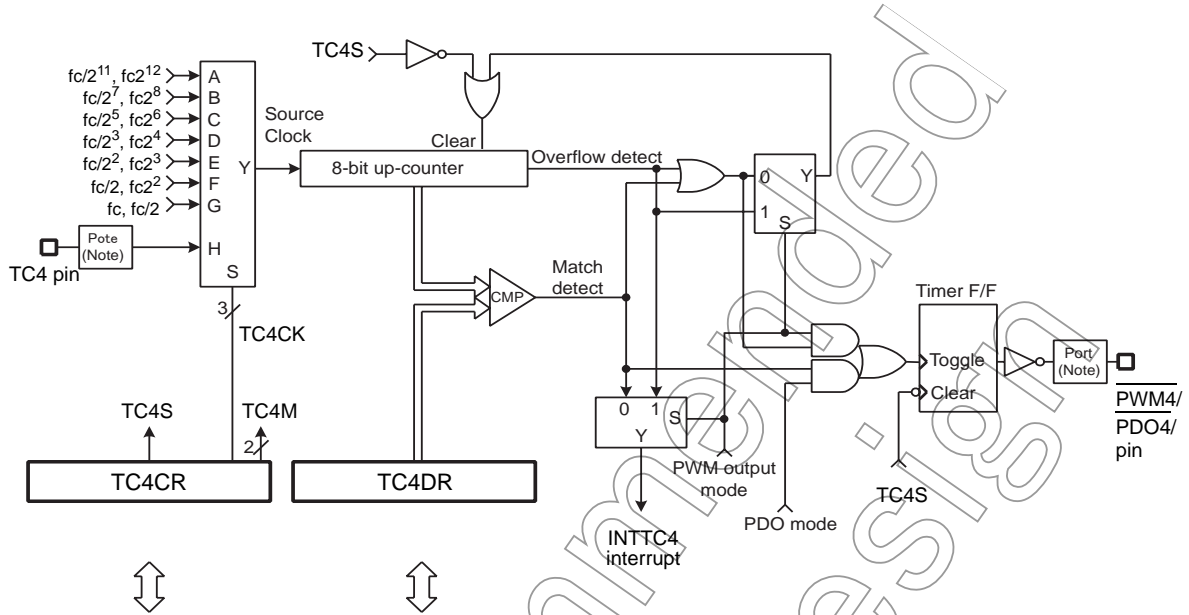 TC4S
fc/2¹¹, fc2¹²
fc/2⁷, fc2⁸
fc/2⁵, fc2⁶
fc/2³, fc2⁴
fc/2², fc2³
fc/2, fc2²
fc, fc/2
A
B
C
D
E
F
G
H
Y
S
Source
Clock
Clear
8-bit up-counter
Overflow detect
0
1
Y
S
Pote
(Note)
TC4 pin
CMP
Match
detect
3
TC4CK
Timer F/F
Toggle
Clear
Port
(Note)
PWM4/
PDO4/
pin
TC4S
TC4M
2
0 1
S
Y
PWM output
mode
PDO mode
TC4S
TC4CR
TC4DR
INTTC4
interrupt
mmended
esign